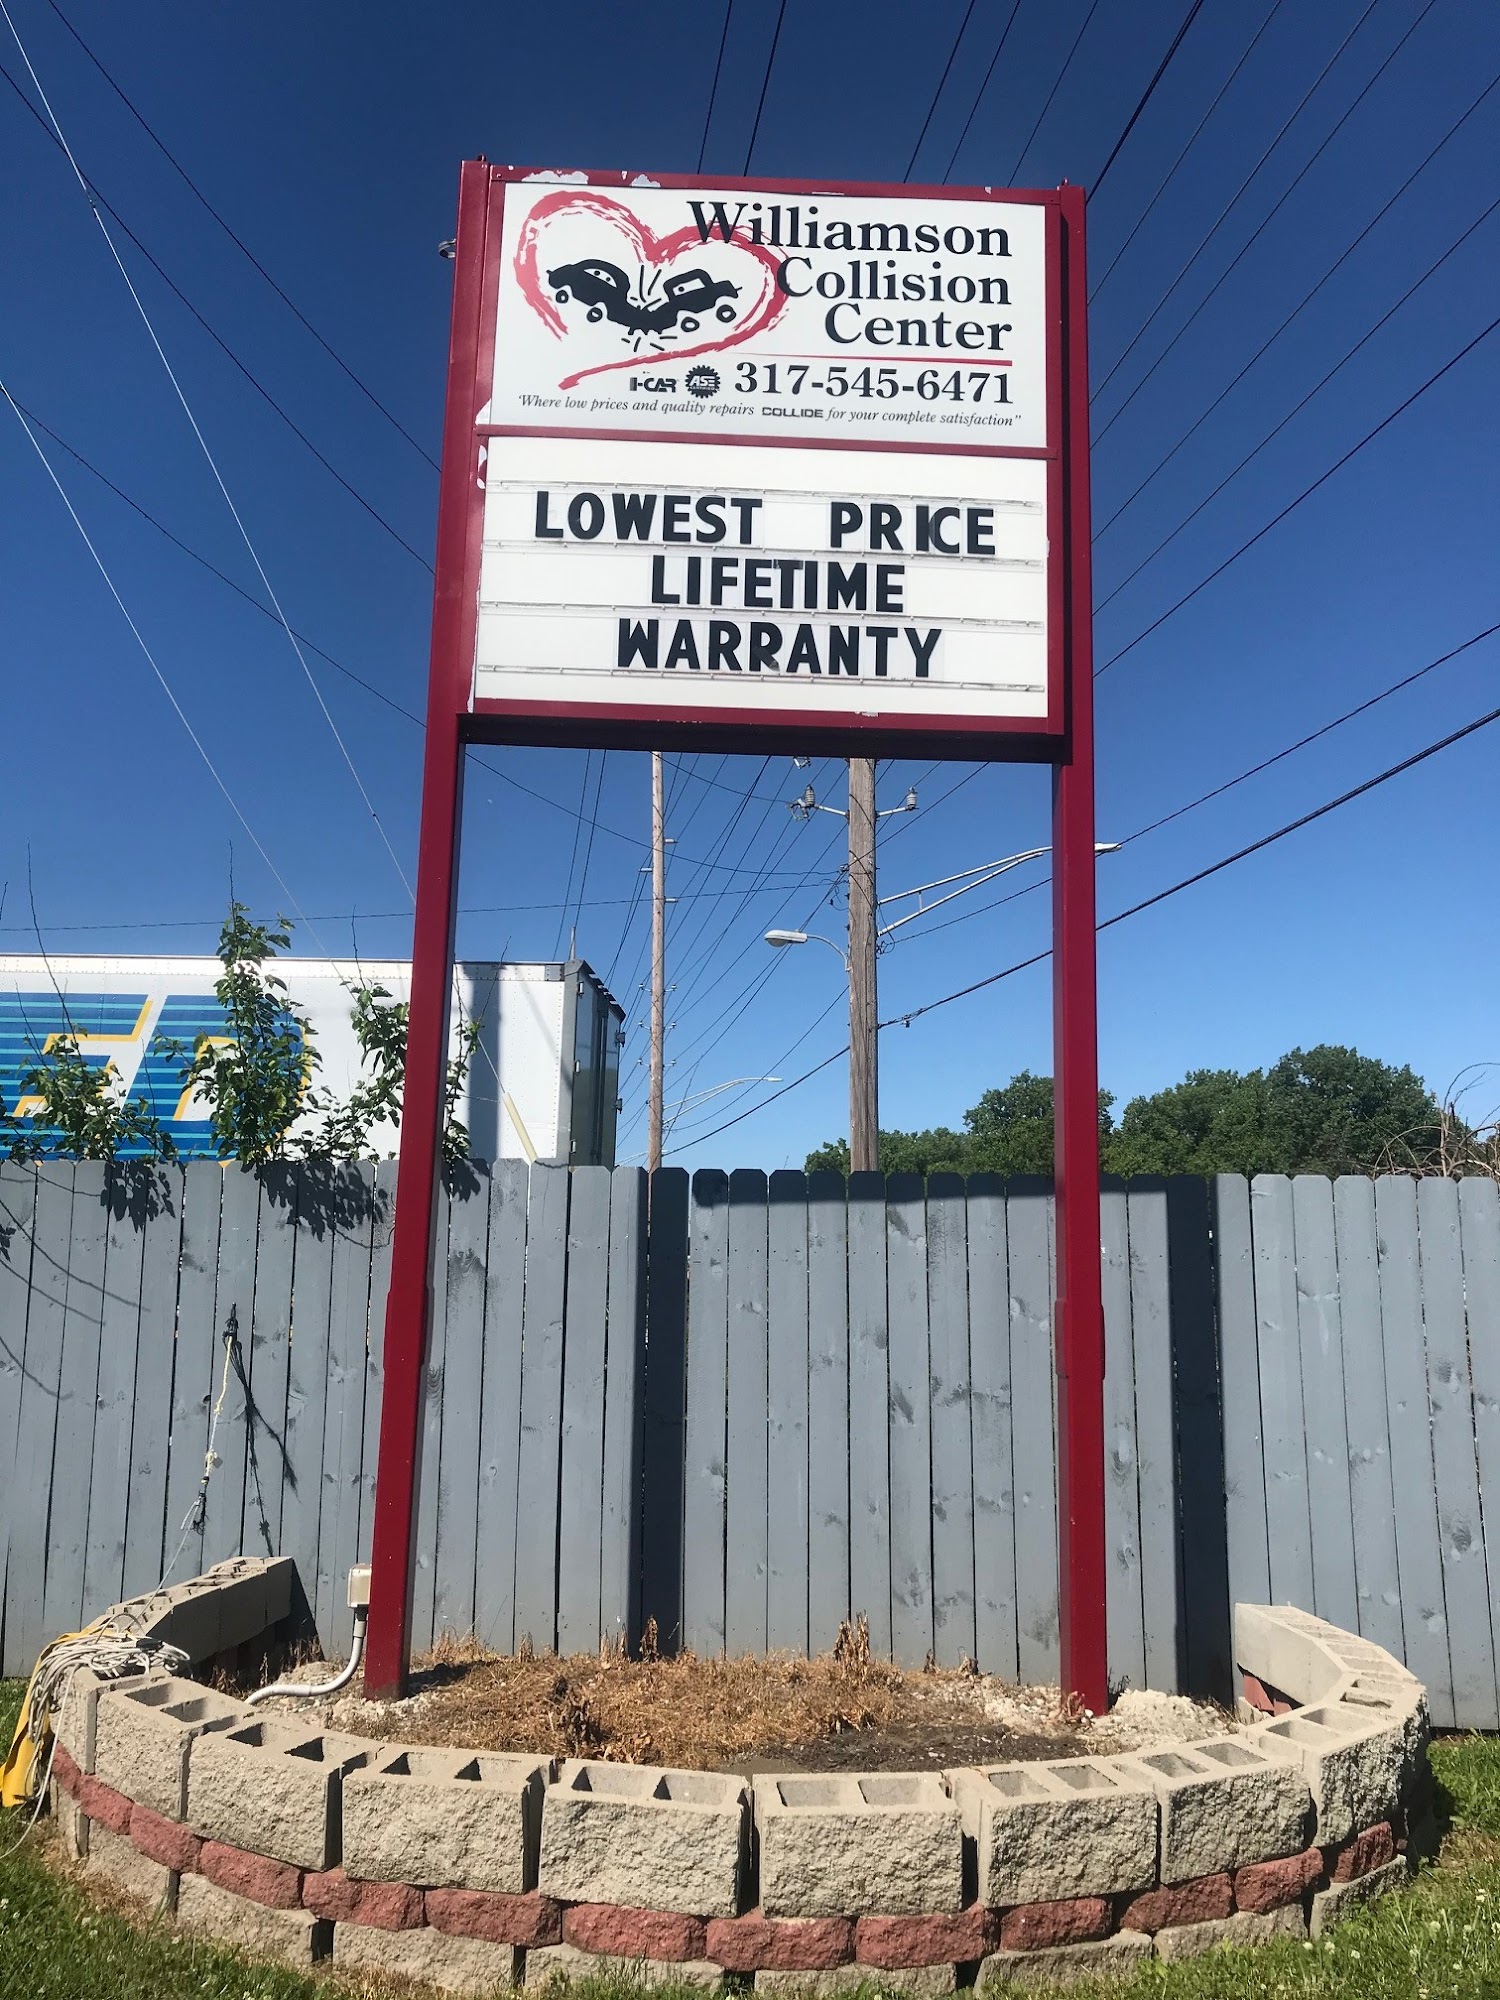 Williamson
Collision
Center
I-CAR ASE 317-545-6471
"Where low prices and quality repairs COLLIDE for your complete satisfaction"
LOWEST PRICE
LIFETIME
WARRANTY